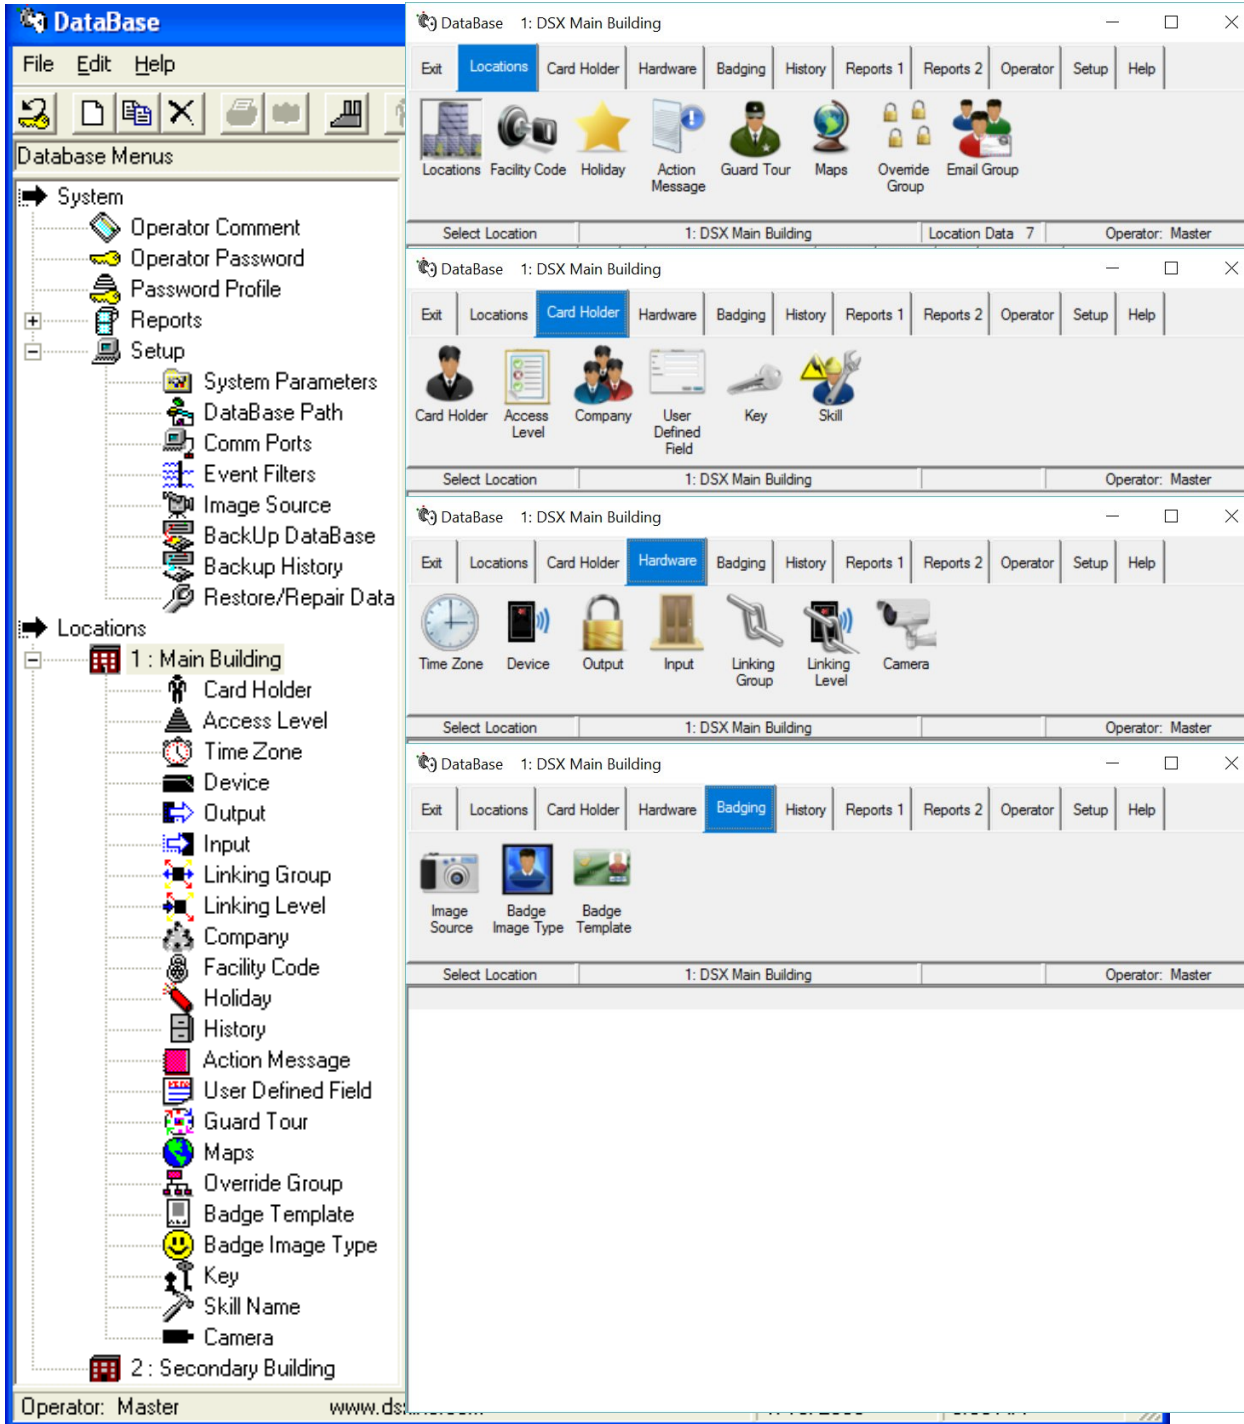 DataBase
File Edit Help
Database Menus
System
Operator Comment
Operator Password
Password Profile
Reports
Setup
System Parameters
DataBase Path
Comm Ports
Event Filters
Image Source
BackUp DataBase
Backup History
Restore/Repair Data
Locations
1 : Main Building
Card Holder
Access Level
Time Zone
Device
Output
Input
Linking Group
Linking Level
Company
Facility Code
Holiday
History
Action Message
User Defined Field
Guard Tour
Maps
Override Group
Badge Template
Badge Image Type
Key
Skill Name
Camera
2 : Secondary Building
Operator: Master www.ds
DataBase 1: DSX Main Building
Exit Locations Card Holder Hardware Badging History Reports 1 Reports 2 Operator Setup Help
Locations Facility Code Holiday Action Guard Tour Maps Override Email Group
Message Group
Select Location 1: DSX Main Building Location Data 7 Operator: Master
DataBase 1: DSX Main Building
Exit Locations Card Holder Hardware Badging History Reports 1 Reports 2 Operator Setup Help
Card Holder Access Company User Key Skill
Level Defined
Field
Select Location 1: DSX Main Building Operator: Master
DataBase 1: DSX Main Building
Exit Locations Card Holder Hardware Badging History Reports 1 Reports 2 Operator Setup Help
Time Zone Device Output Input Linking Linking Camera
Group Level
Select Location 1: DSX Main Building Operator: Master
DataBase 1: DSX Main Building
Exit Locations Card Holder Hardware Badging History Reports 1 Reports 2 Operator Setup Help
Image Badge Badge
Source Image Type Template
Select Location 1: DSX Main Building Operator: Master